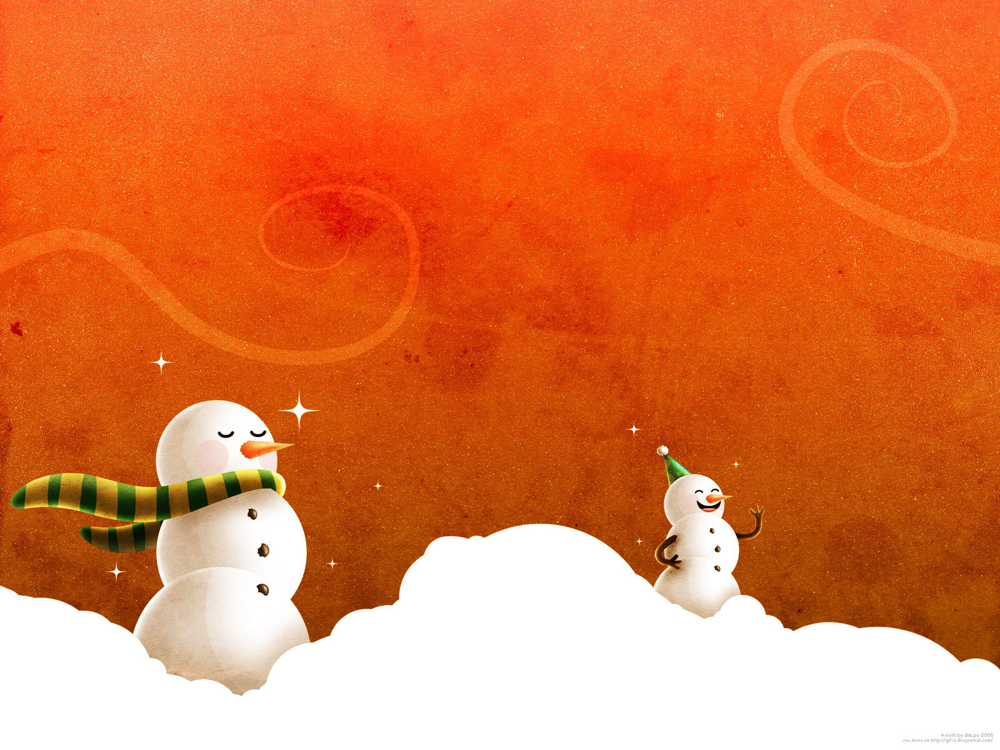 © work by dim.po 2006
see more on http://gif-o.livejournal.com/